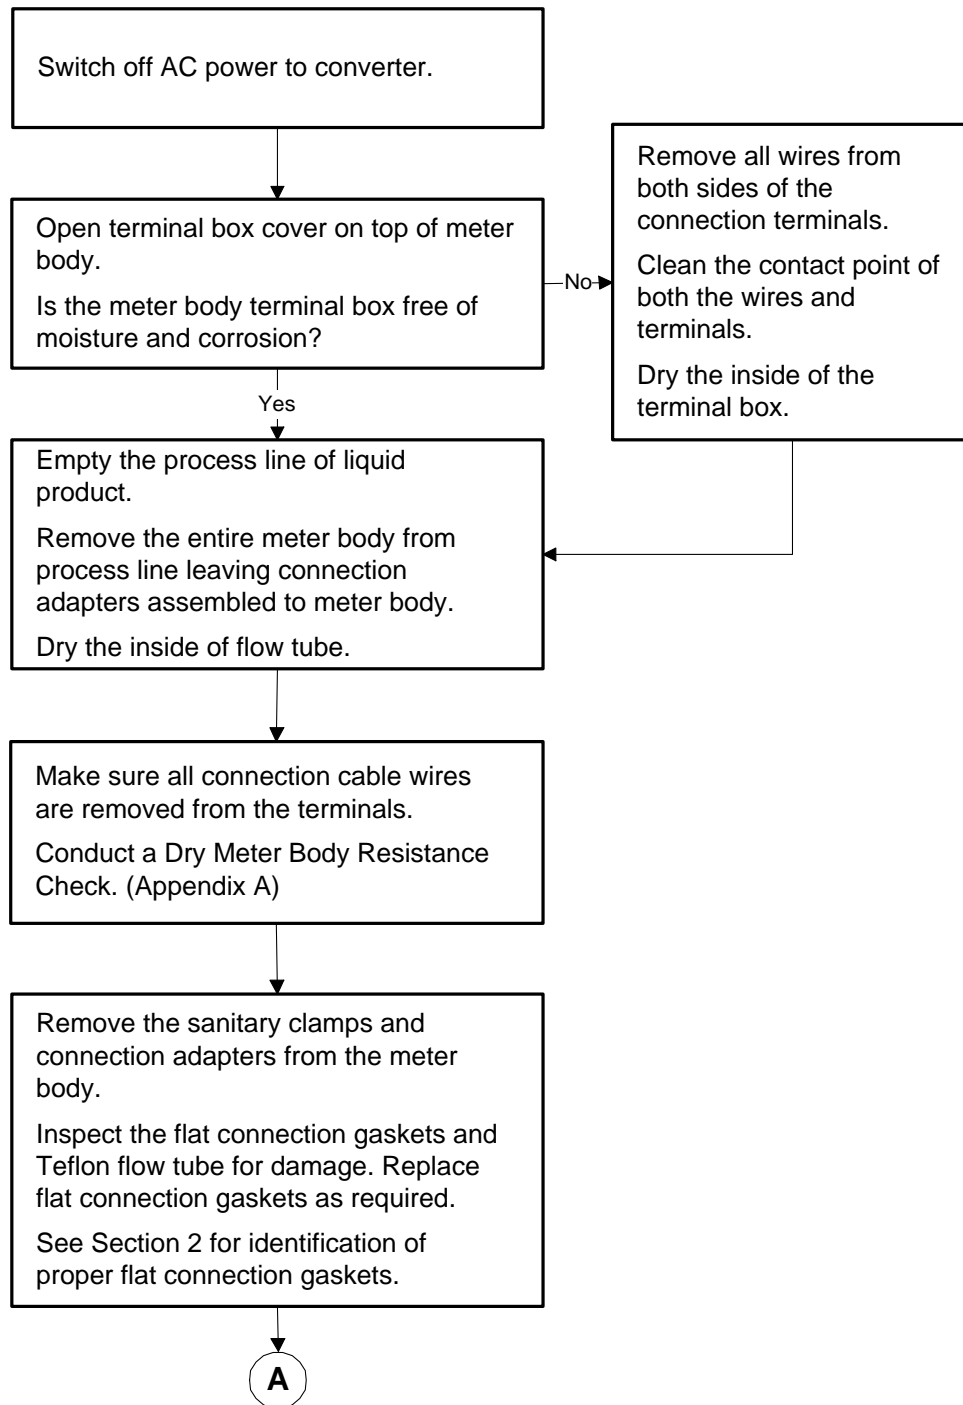 Switch off AC power to converter.
Open terminal box cover on top of meter
body.
Is the meter body terminal box free of
moisture and corrosion?
No
Remove all wires from
both sides of the
connection terminals.
Clean the contact point of
both the wires and
terminals.
Dry the inside of the
terminal box.
Yes
Empty the process line of liquid
product.
Remove the entire meter body from
process line leaving connection
adapters assembled to meter body.
Dry the inside of flow tube.
Make sure all connection cable wires
are removed from the terminals.
Conduct a Dry Meter Body Resistance
Check. (Appendix A)
Remove the sanitary clamps and
connection adapters from the meter
body.
Inspect the flat connection gaskets and
Teflon flow tube for damage. Replace
flat connection gaskets as required.
See Section 2 for identification of
proper flat connection gaskets.
A